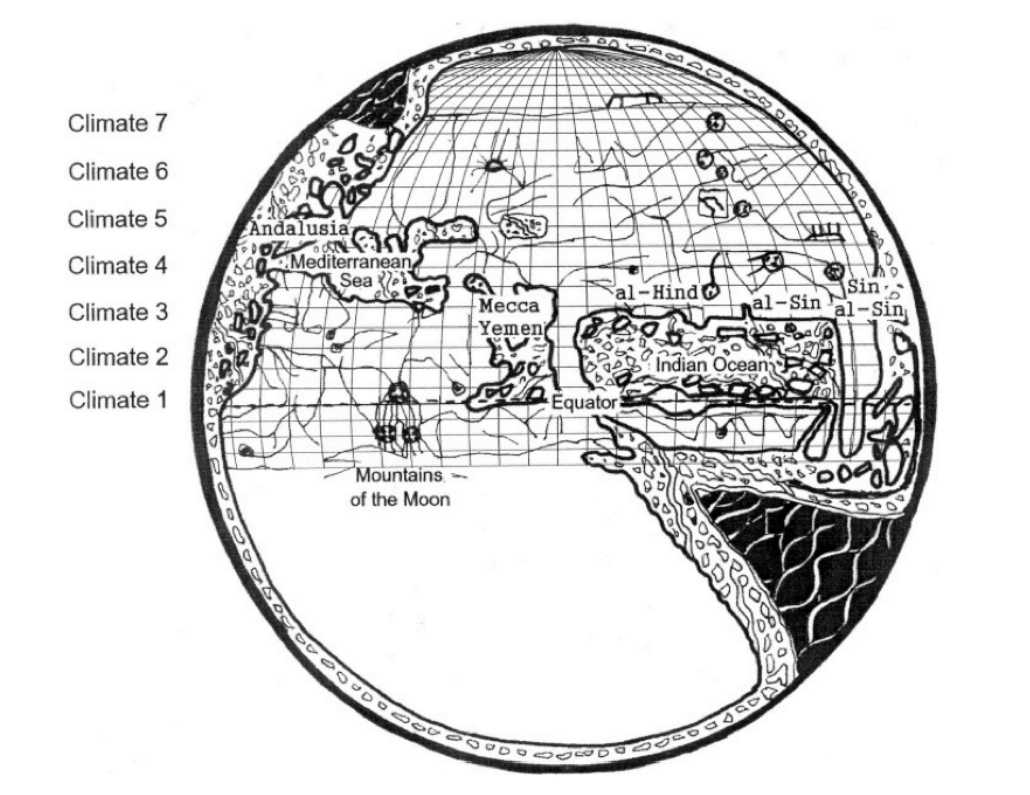 Climate 7
Climate 6
Climate 5
Andalusia
Climate 4
Mediterranean
Sea
Climate 3
Mecca
Yemen
al-Hind
al-Sin
Sin
al-Sin
Climate 2
Indian Ocean
Climate 1
Equator
Mountains
of the Moon